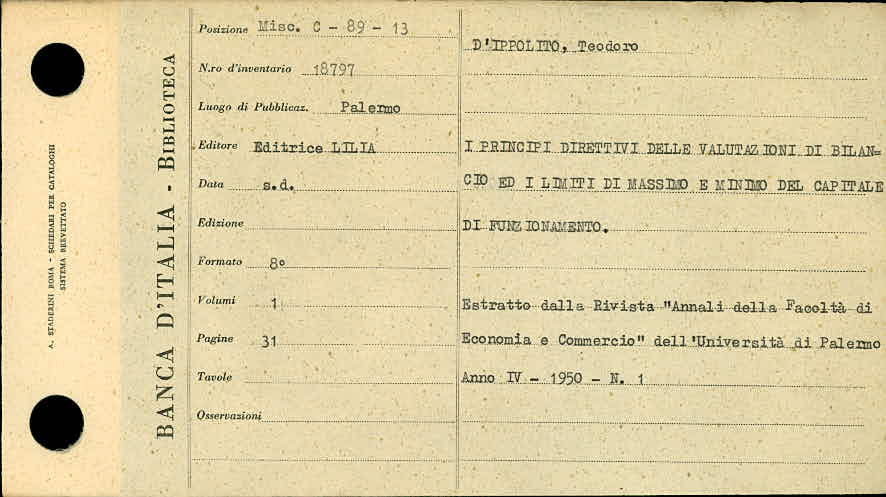 A. STADERINI ROMA - SCHEDARI PER CATALOGHI
SISTEMA BREVETTATO
BANCA D'ITALIA - BIBLIOTECA
Posizione Misc. C - 89 - 13
N.ro d'inventario 18797
Luogo di Pubblicaz. Palermo
Editore Editrice LILIA
Data s.d.
Edizione
Formato 8°
Volumi 1
Pagine 31
Tavole
Osservazioni
D'IPPOLITO, Teodoro
I PRINCIPI DIRETTIVI DELLE VALUTAZIONI DI BILAN=
CIO ED I LIMITI DI MASSIMO E MINIMO DEL CAPITALE
DI FUNZIONAMENTO.
Estratto dalla Rivista "Annali della Facoltà di
Economia e Commercio" dell'Università di Palermo
Anno IV - 1950 - N. 1